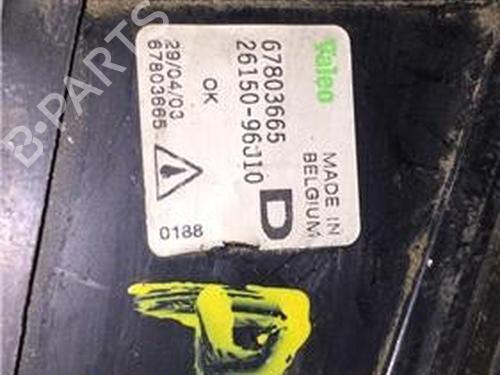 Valeo
67803665
26150-96J10
MADE IN
BELGIUM
D
OK
29/04/03
67803665
0188
B-PARTS